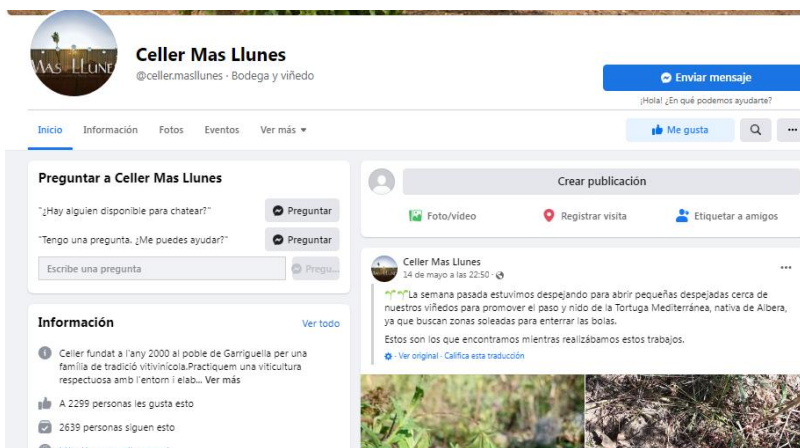 MAS LLUNE
Celler Mas Llunes
@celler.masllunes · Bodega y viñedo
Enviar mensaje
¡Hola! ¿En qué podemos ayudarte?
Inicio Información Fotos Eventos Ver más
Me gusta
Preguntar a Celler Mas Llunes
"¿Hay alguien disponible para chatear?" Preguntar
"Tengo una pregunta. ¿Me puedes ayudar?" Preguntar
Escribe una pregunta Pregu...
Información Ver todo
Celler fundat a l'any 2000 al poble de Garriguella per una
família de tradició vitivinícola.Practiquem una viticultura
respectuosa amb l'entorn i elab... Ver más
A 2299 personas les gusta esto
2639 personas siguen esto
Crear publicación
Foto/video Registrar visita Etiquetar a amigos
Celler Mas Llunes
14 de mayo a las 22:50 ·
La semana pasada estuvimos despejando para abrir pequeñas despejadas cerca de
nuestros viñedos para promover el paso y nido de la Tortuga Mediterránea, nativa de Albera,
ya que buscan zonas soleadas para enterrar las bolas.
Estos son los que encontramos mientras realizábamos estos trabajos.
· Ver original · Califica esta traducción